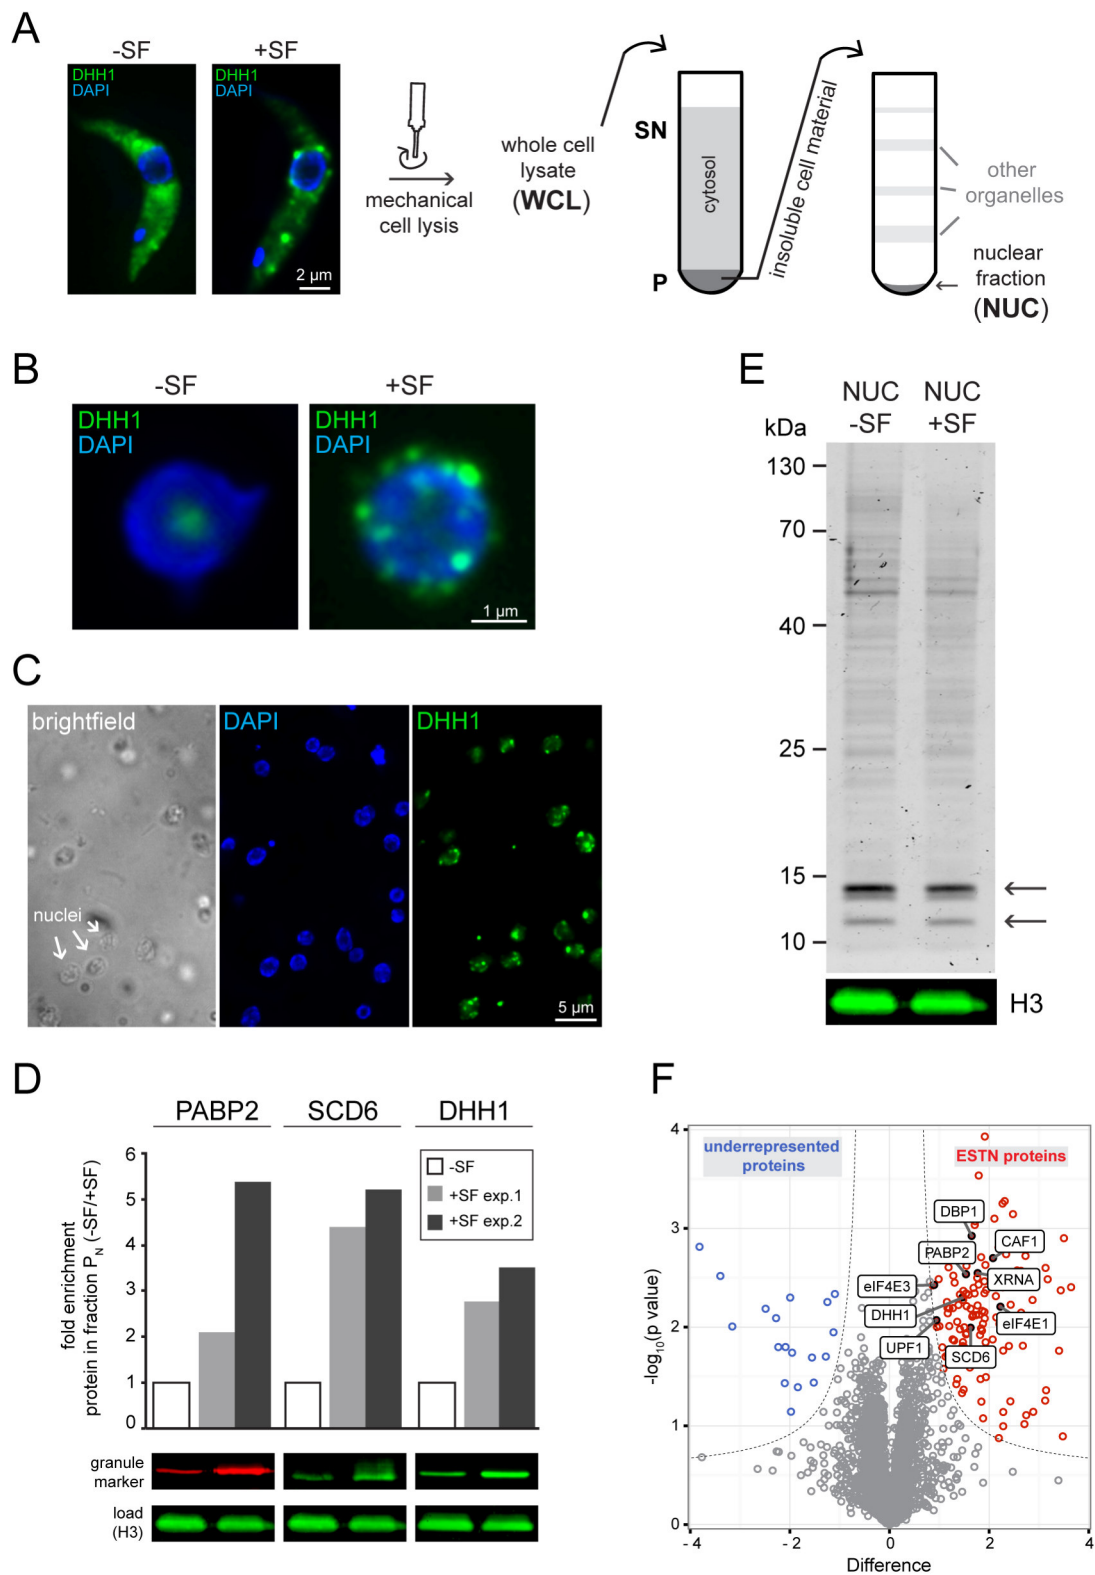 A
-SF
+SF
DHH1
DAPI
DHH1
DAPI
2 µm
mechanical
cell lysis
whole cell
lysate
(WCL)
SN
P
cytosol
insoluble cell material
other
organelles
nuclear
fraction
(NUC)
B
-SF
+SF
DHH1
DAPI
DHH1
DAPI
1 µm
C
brightfield
nuclei
DAPI
DHH1
5 µm
D
PABP2
SCD6
DHH1
fold enrichment
protein in fraction PN (-SF/+SF)
6
5
4
3
2
1
0
-SF
+SF exp.1
+SF exp.2
granule
marker
load
(H3)
E
NUC
-SF
NUC
+SF
kDa
130
70
40
25
15
10
H3
F
underrepresented
proteins
ESTN proteins
DBP1
CAF1
PABP2
XRNA
eIF4E3
DHH1
eIF4E1
UPF1
SCD6
-log10(p value)
4
3
2
1
0
- 4
- 2
0
2
4
Difference